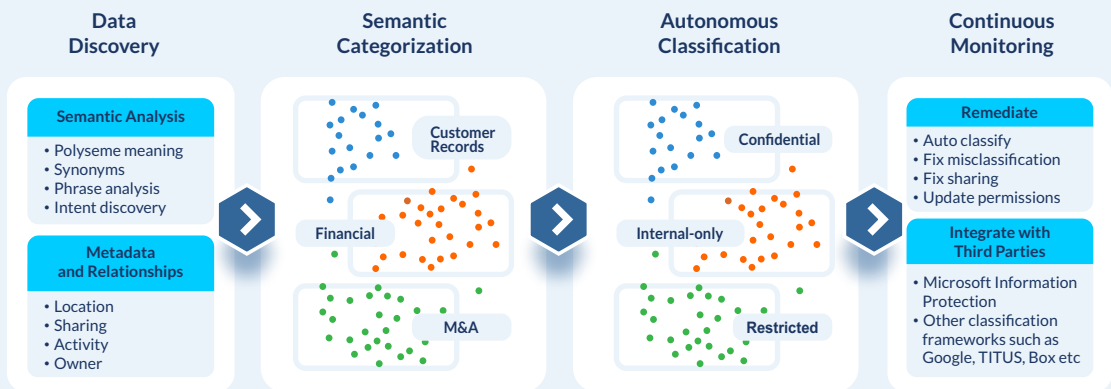 Data
Discovery
Semantic Analysis
• Polyseme meaning
• Synonyms
• Phrase analysis
• Intent discovery
Metadata
and Relationships
• Location
• Sharing
• Activity
• Owner
Semantic
Categorization
Customer
Records
Financial
M&A
Autonomous
Classification
Confidential
Internal-only
Restricted
Continuous
Monitoring
Remediate
• Auto classify
• Fix misclassification
• Fix sharing
• Update permissions
Integrate with
Third Parties
• Microsoft Information
Protection
• Other classification
frameworks such as
Google, TITUS, Box etc